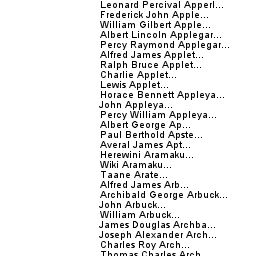 Leonard Percival Apperl...
Frederick John Apple...
William Gilbert Apple...
Albert Lincoln Applegar...
Percy Raymond Applegar...
Alfred James Applet...
Ralph Bruce Applet...
Charlie Applet...
Lewis Applet...
Horace Bennett Appleya...
John Appleya...
Percy William Appleya...
Albert George Ap...
Paul Berthold Apste...
Averal James Apt...
Herewini Aramaku...
Wiki Aramaku...
Taane Arate...
Alfred James Arb...
Archibald George Arbuck...
John Arbuck...
William Arbuck...
James Douglas Archba...
Joseph Alexander Arch...
Charles Roy Arch...
Thomas Charles Arch...